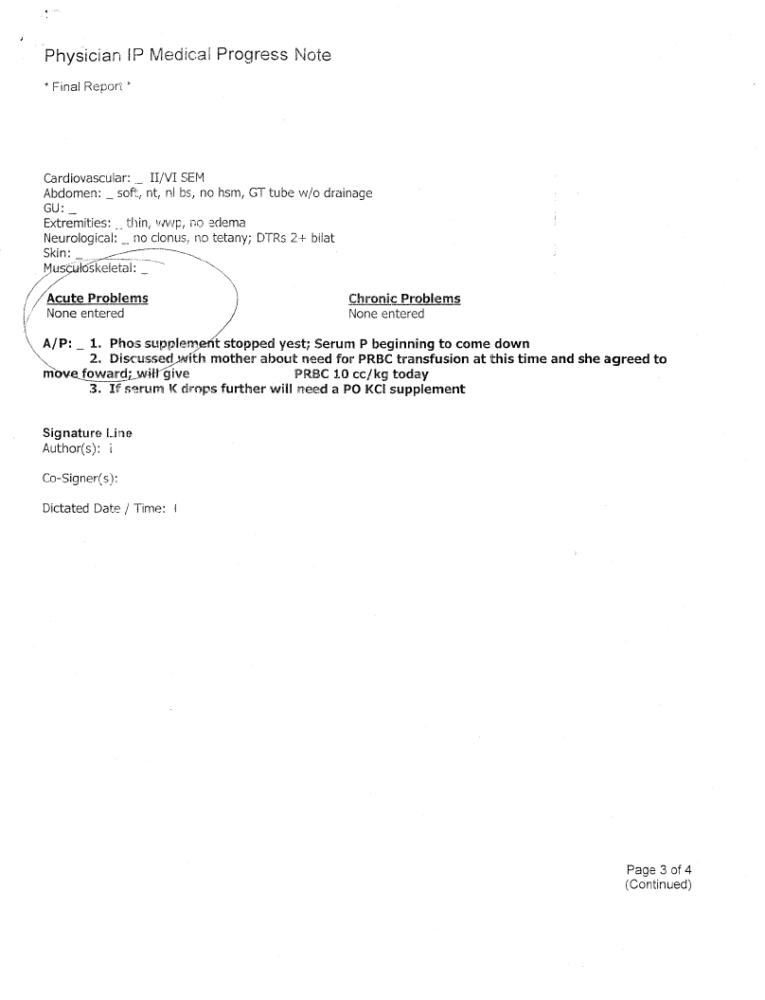 Physician IP Medical Progress Note
* Final Report *
Cardiovascular: _ II/VI SEM
Abdomen: _ soft, nt, nl bs, no hsm, GT tube w/o drainage
GU: _
Extremities: _ thin, wwp, no edema
Neurological: _ no clonus, no tetany; DTRs 2+ bilat
Skin: _
Musculoskeletal: _
Acute Problems Chronic Problems
None entered None entered
A/P: _ 1. Phos supplement stopped yest; Serum P beginning to come down
2. Discussed with mother about need for PRBC transfusion at this time and she agreed to
move foward; will give PRBC 10 cc/kg today
3. If serum K drops further will need a PO KCl supplement
Signature Line
Author(s):
Co-Signer(s):
Dictated Date / Time:
Page 3 of 4
(Continued)